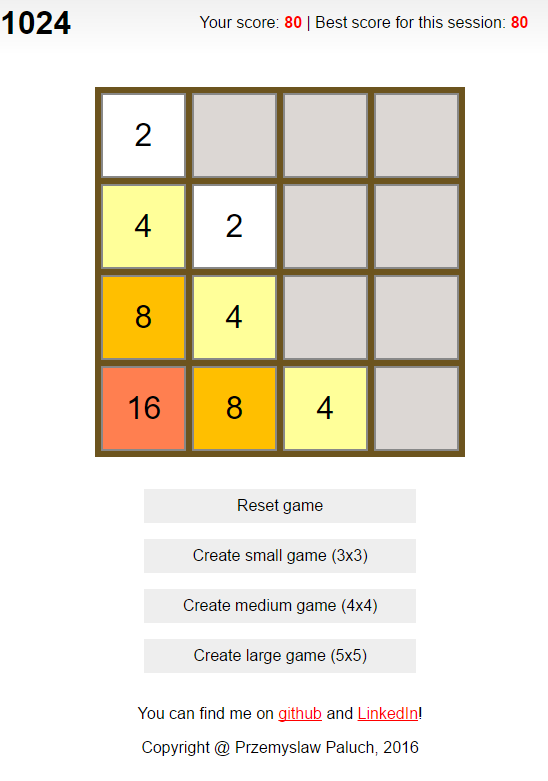 1024
Your score: 80 | Best score for this session: 80
2
4 2
8 4
16 8 4
Reset game
Create small game (3x3)
Create medium game (4x4)
Create large game (5x5)
You can find me on github and LinkedIn!
Copyright @ Przemyslaw Paluch, 2016